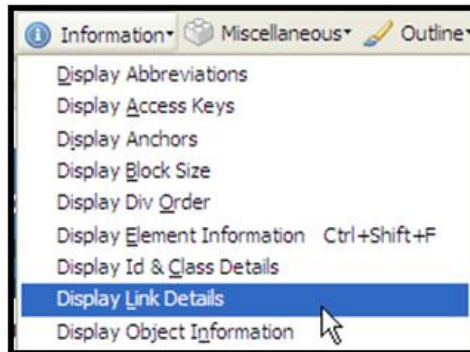 Information Miscellaneous Outline
Display Abbreviations
Display Access Keys
Display Anchors
Display Block Size
Display Div Order
Display Element Information Ctrl+Shift+F
Display Id & Class Details
Display Link Details
Display Object Information